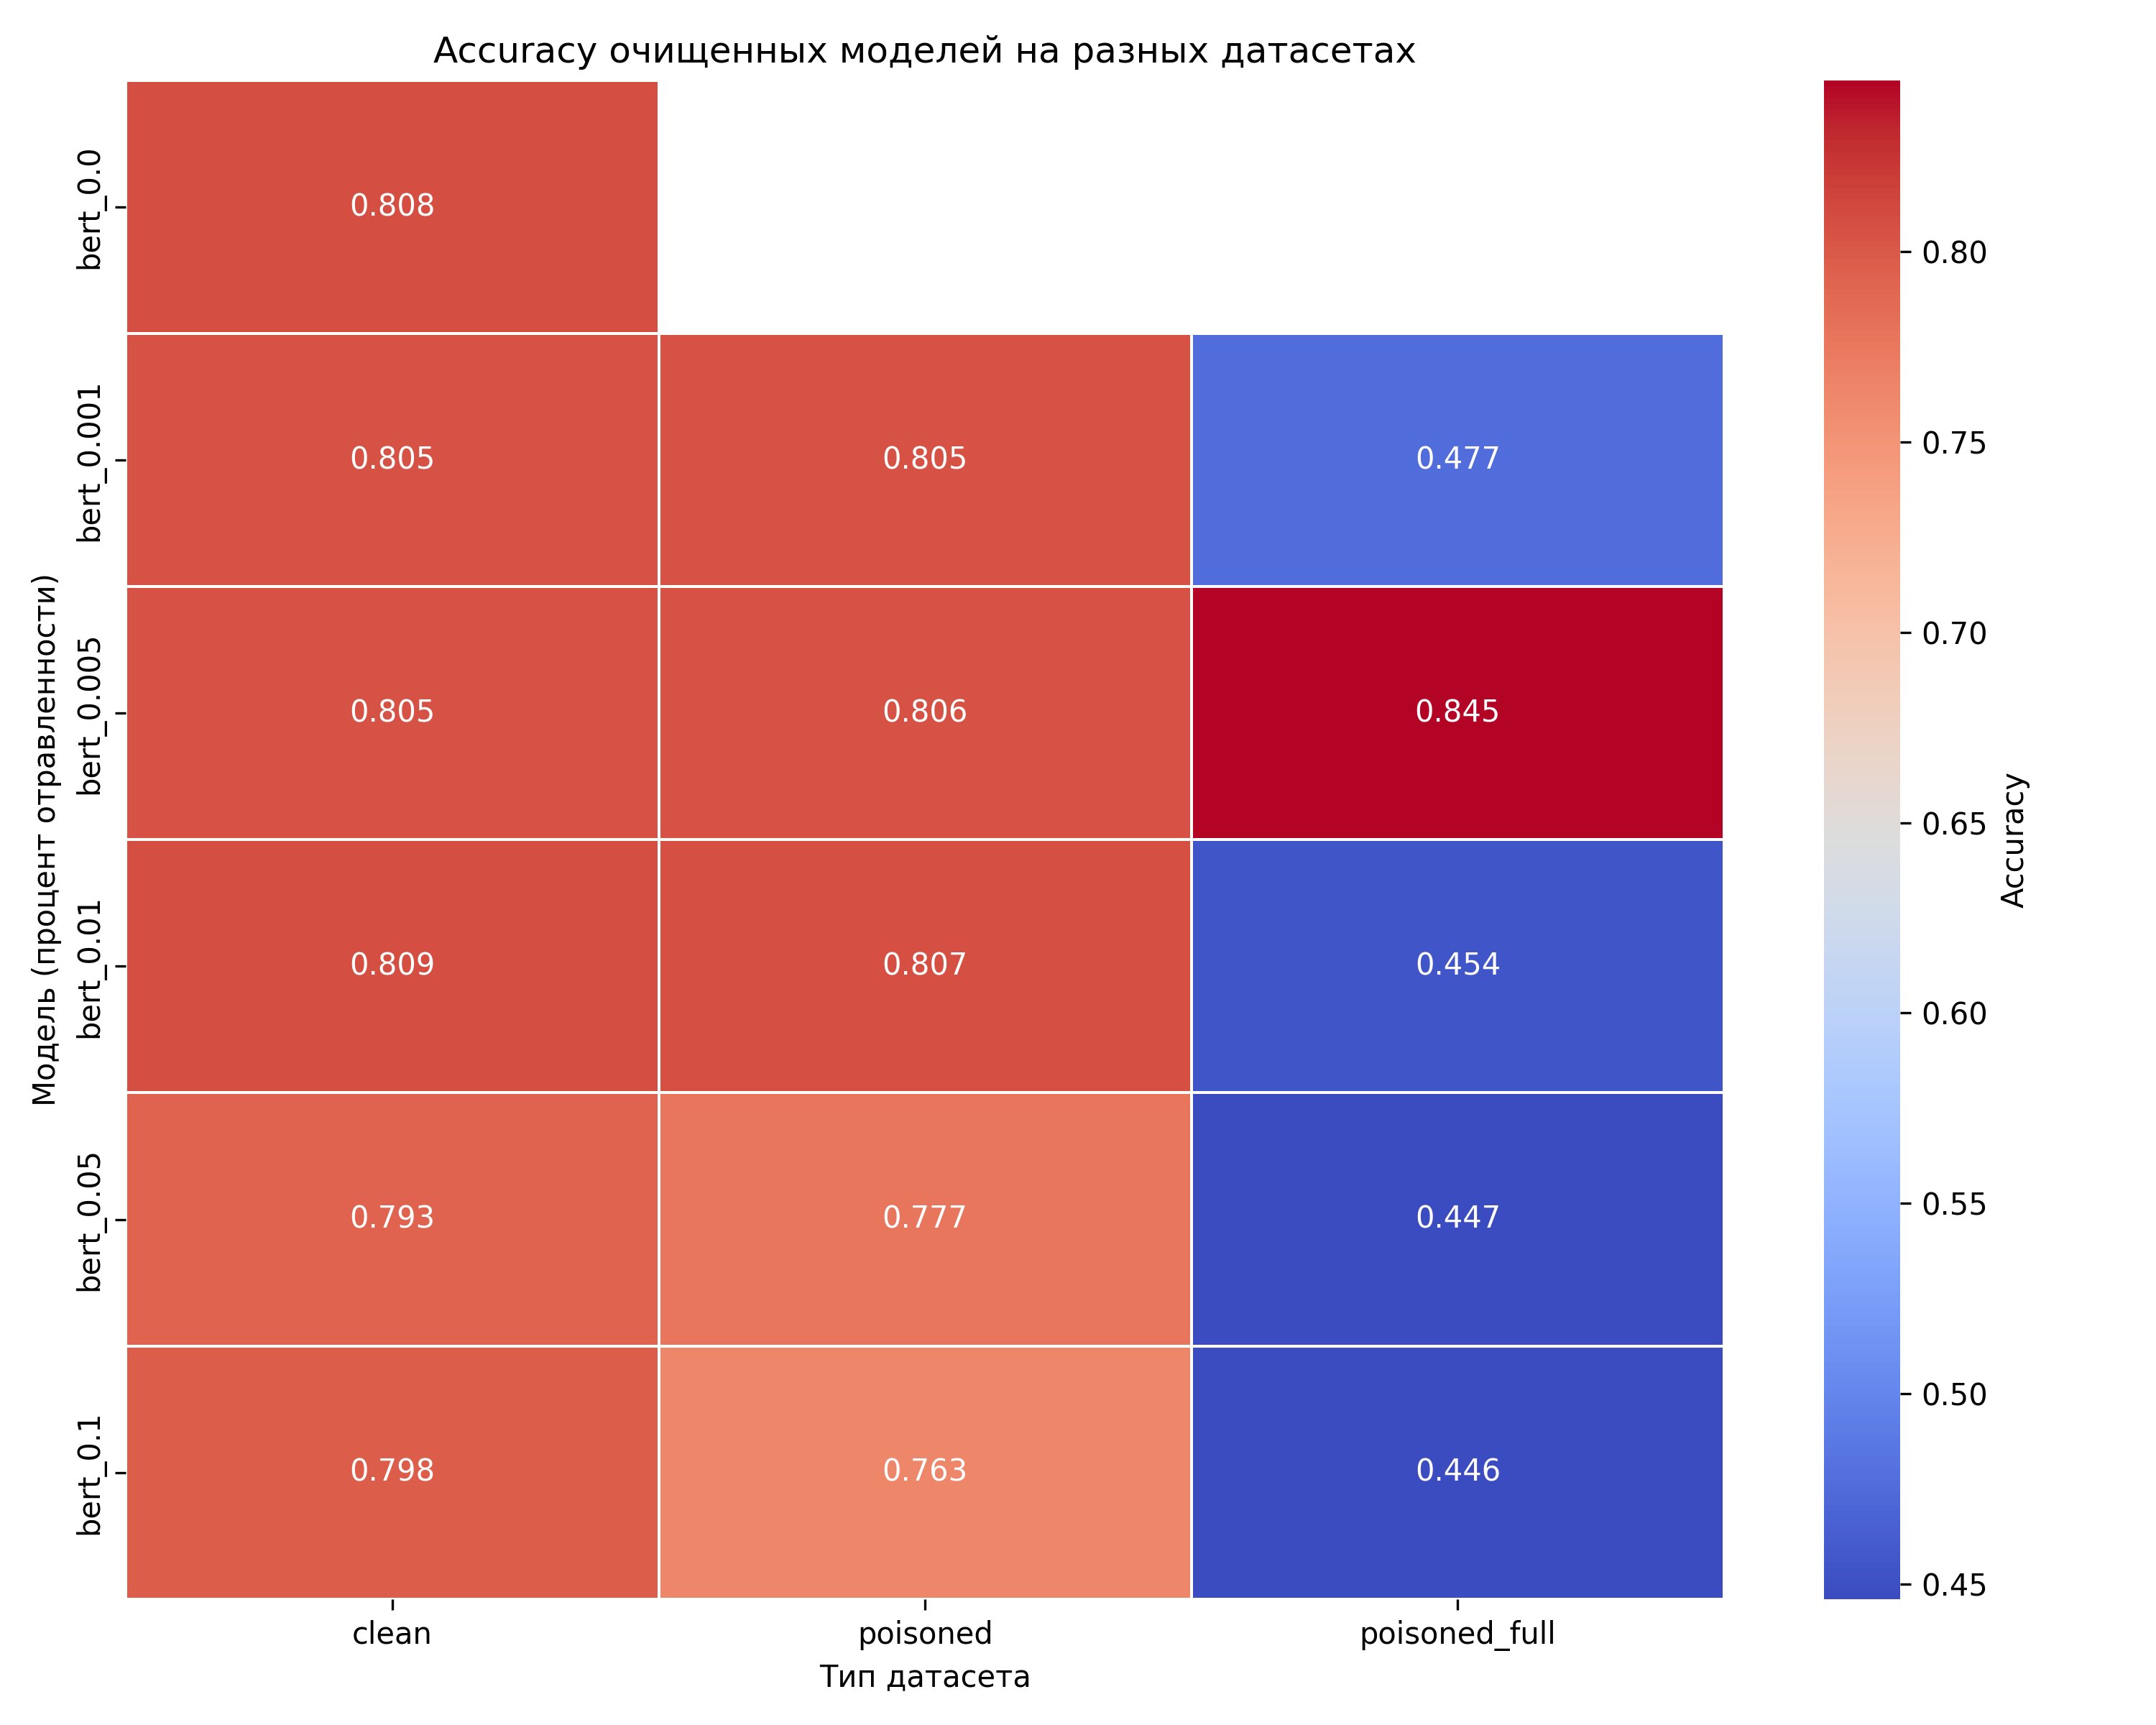 Accuracy очищенных моделей на разных датасетах
Модель (процент отравленности)
bert_0.0
0.808
bert_0.001
0.805 0.805 0.477
bert_0.005
0.805 0.806 0.845
bert_0.01
0.809 0.807 0.454
bert_0.05
0.793 0.777 0.447
bert_0.1
0.798 0.763 0.446
clean poisoned poisoned_full
Тип датасета
0.80
0.75
0.70
0.65
0.60
0.55
0.50
0.45
Accuracy